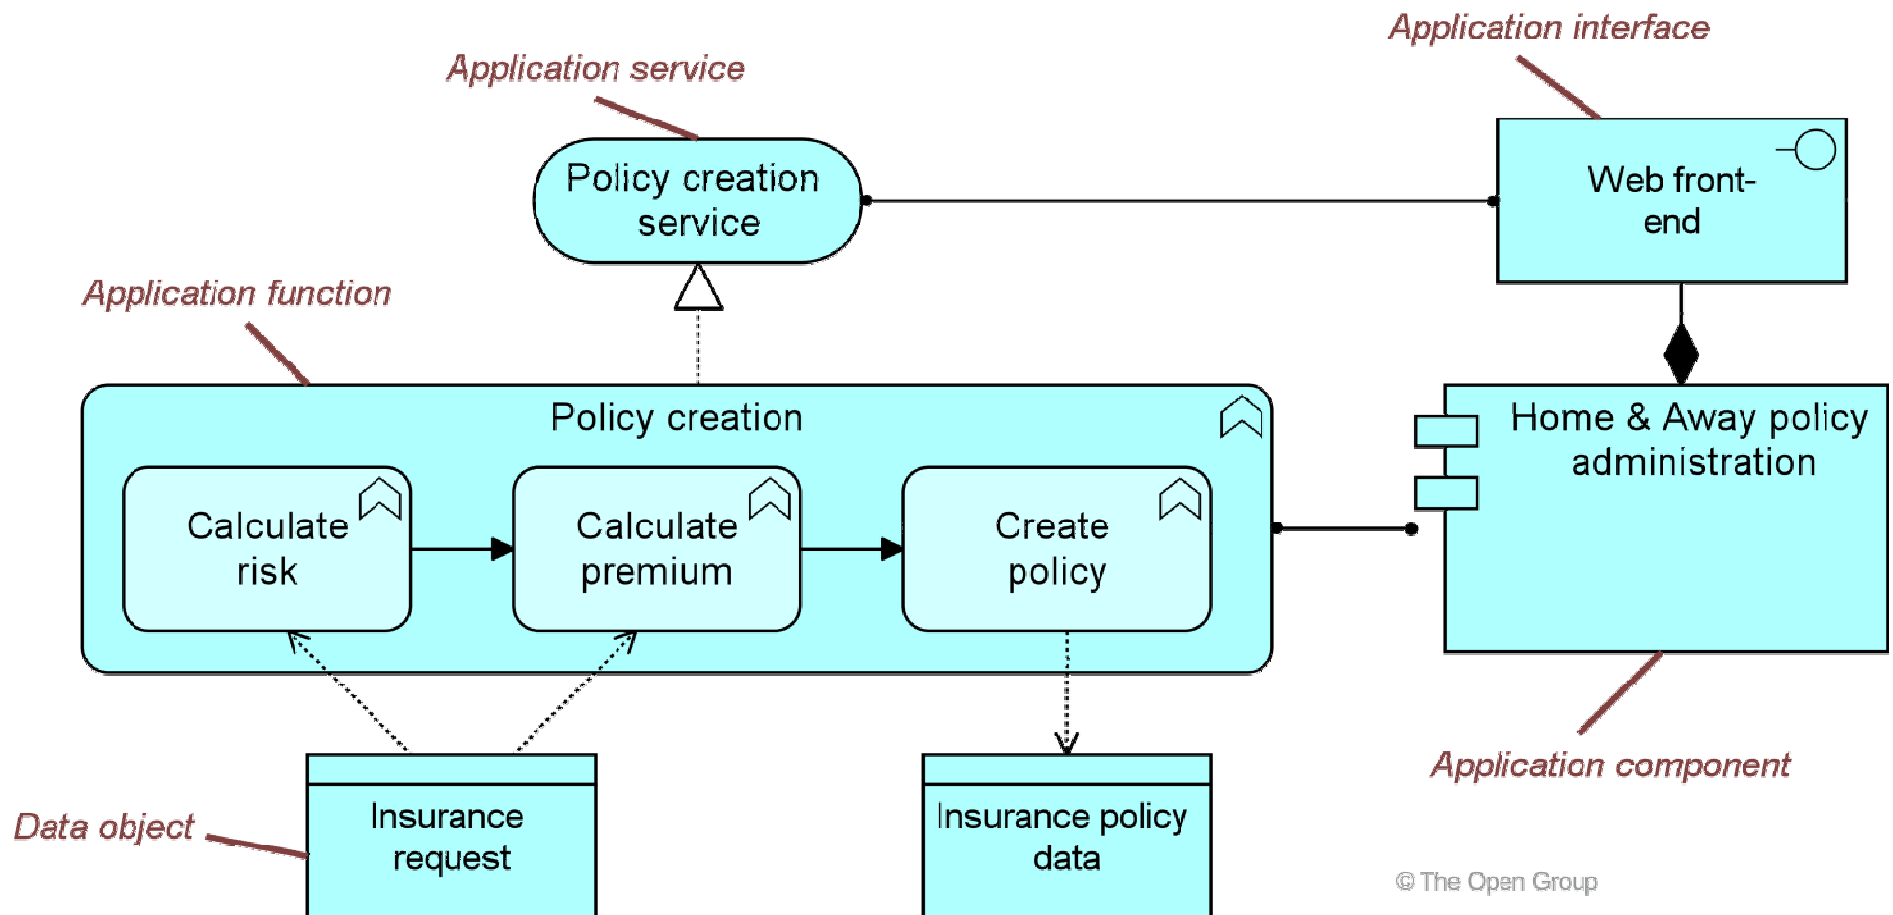 Application interface
Application service
Policy creation
service
Web front-
end
Application function
Policy creation
Home & Away policy
administration
Calculate
risk
Calculate
premium
Create
policy
Application component
Insurance
request
Insurance policy
data
Data object
© The Open Group